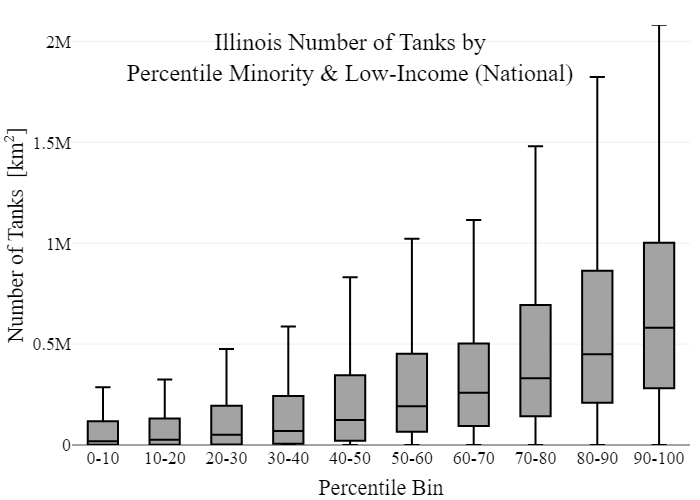 Illinois Number of Tanks by
Percentile Minority & Low-Income (National)
Number of Tanks [km²]
2M
1.5M
1M
0.5M
0
0-10 10-20 20-30 30-40 40-50 50-60 60-70 70-80 80-90 90-100
Percentile Bin